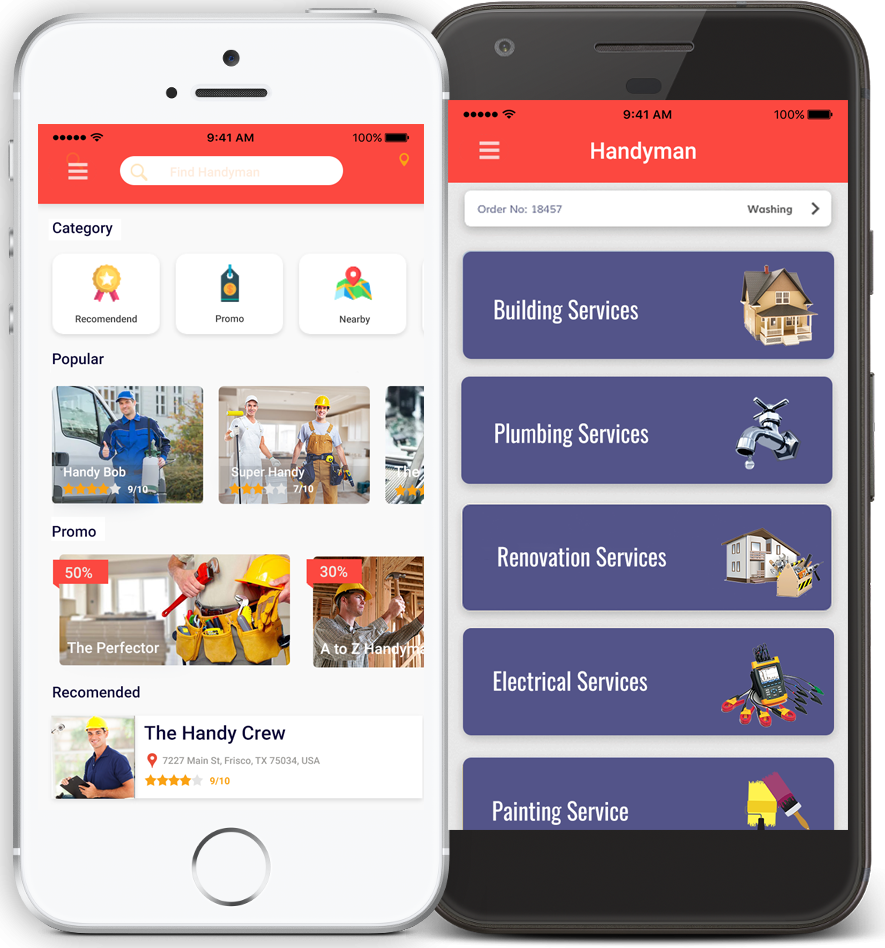 9:41 AM
100%
Find Handyman
Category
Recomendend
Promo
Nearby
Popular
Handy Bob
9/10
Super Handy
7/10
The
Promo
50%
The Perfector
30%
A to Z Handym
Recomended
The Handy Crew
7227 Main St, Frisco, TX 75034, USA
9/10
9:41 AM
100%
Handyman
Order No: 18457
Washing
Building Services
Plumbing Services
Renovation Services
Electrical Services
Painting Service